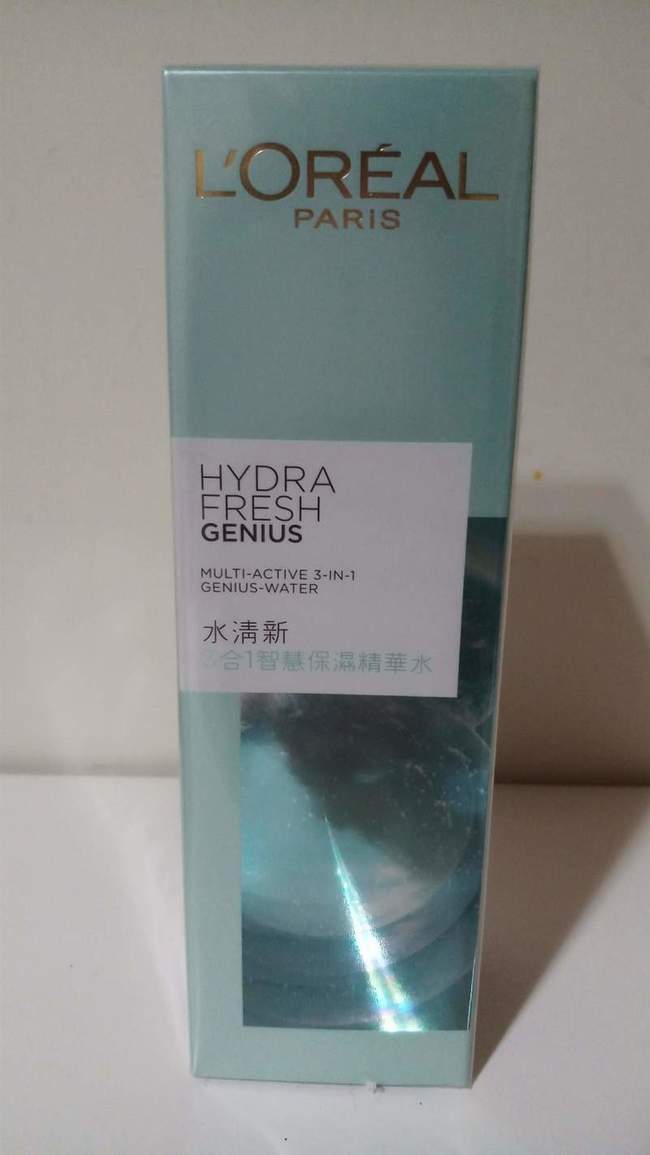 L'ORÉAL
PARIS
HYDRA
FRESH
GENIUS
MULTI-ACTIVE 3-IN-1
GENIUS-WATER
水清新
3合1智慧保濕精華水